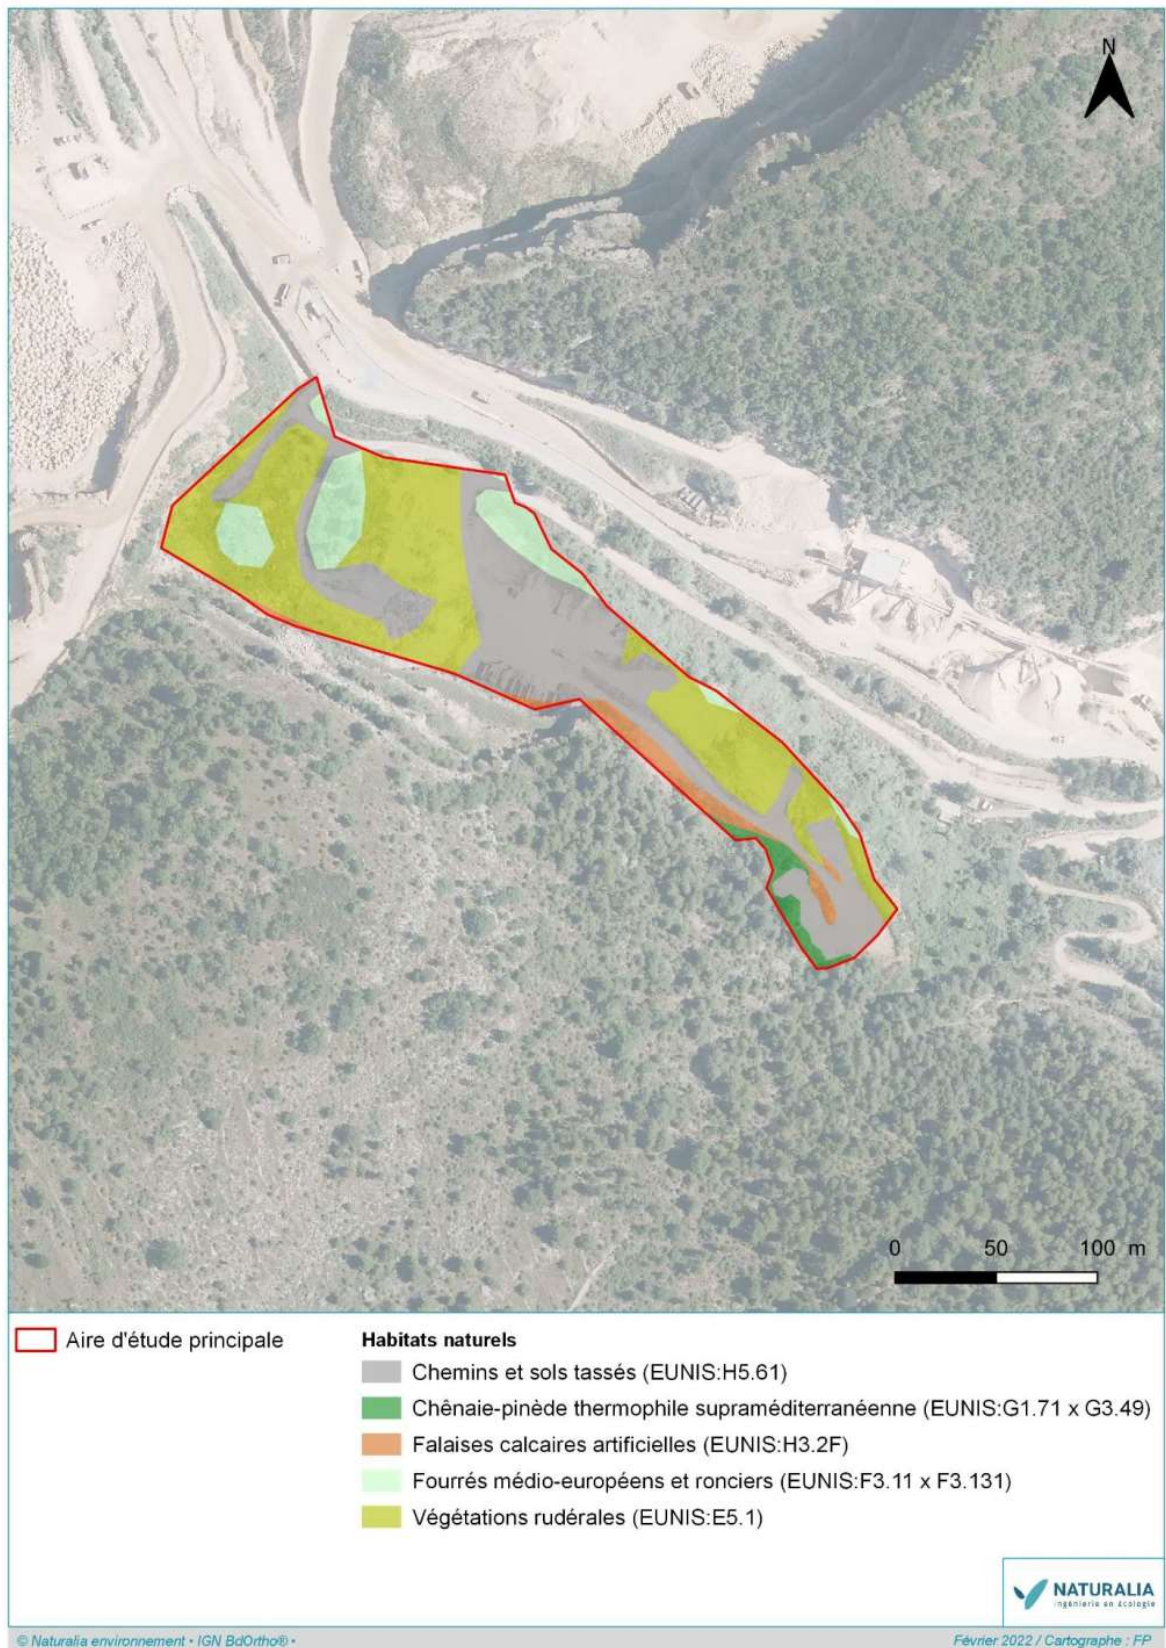 N
0 50 100 m
Aire d'étude principale
Habitats naturels
Chemins et sols tassés (EUNIS:H5.61)
Chênaie-pinède thermophile supraméditerranéenne (EUNIS:G1.71 x G3.49)
Falaises calcaires artificielles (EUNIS:H3.2F)
Fourrés médio-européens et ronciers (EUNIS:F3.11 x F3.131)
Végétations rudérales (EUNIS:E5.1)
NATURALIA
Ingénierie en écologie
© Naturalia environnement • IGN BdOrtho® •
Février 2022 / Cartographe : FP